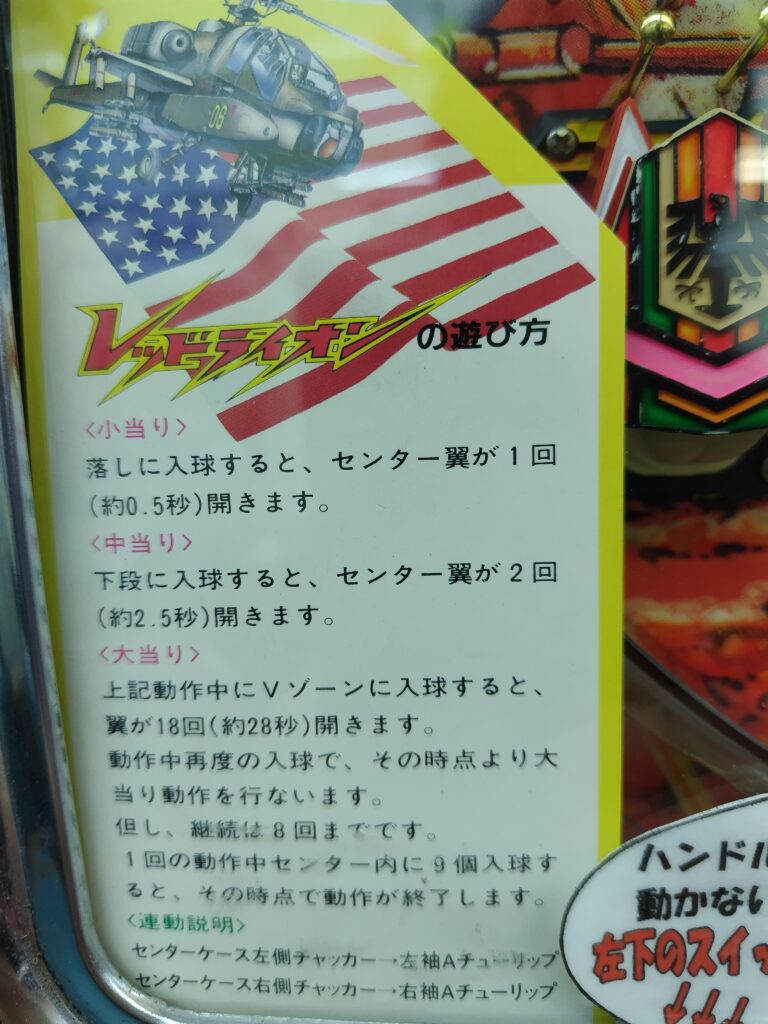 08
レッドライオンの遊び方
<小当り>
落しに入球すると、センター翼が1回
(約0.5秒)開きます。
<中当り>
下段に入球すると、センター翼が2回
(約2.5秒)開きます。
<大当り>
上記動作中にVゾーンに入球すると、
翼が18回(約28秒)開きます。
動作中再度の入球で、その時点より大
当り動作を行ないます。
但し、継続は8回までです。
1回の動作中センター内に9個入球す
ると、その時点で動作が終了します。
<連動説明>
センターケース左側チャッカー→左袖Aチューリップ
センターケース右側チャッカー→右袖Aチューリップ
ハンドル
動かない
左下のスイッ
↓↓↓